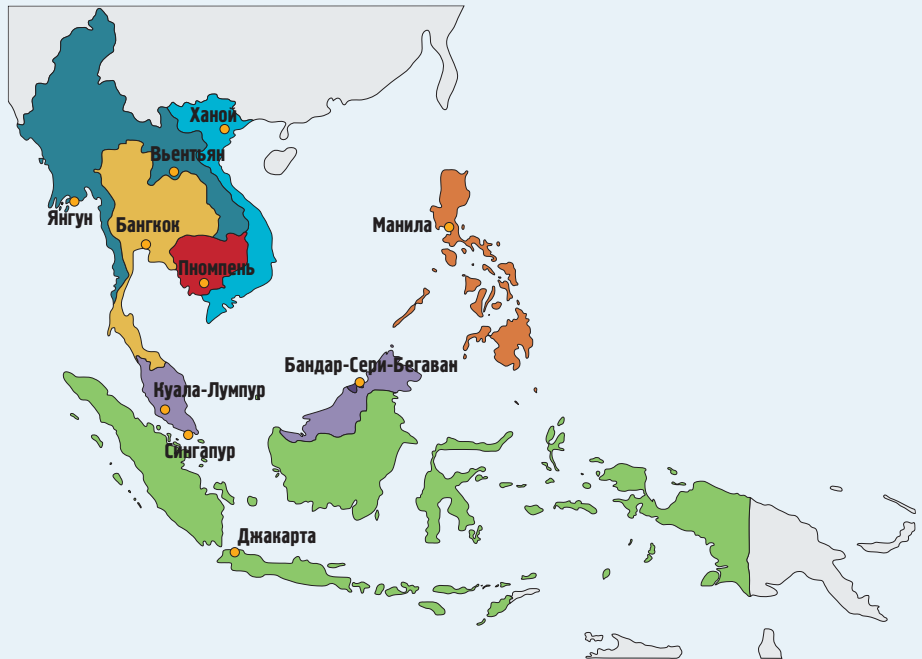 Ханой
Вьентьян
Янгун
Бангкок
Манила
Пномпень
Бандар-Сери-Бегаван
Куала-Лумпур
Сингапур
Джакарта